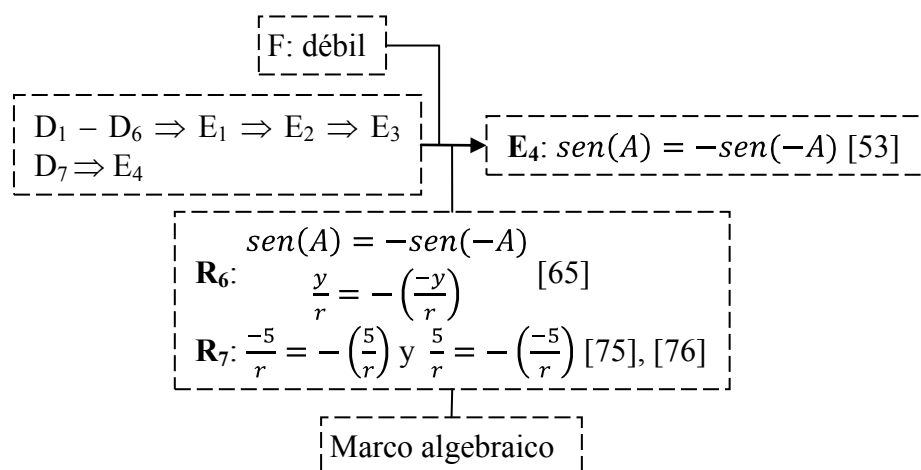 F: débil
D₁ – D₆ ⇒ E₁ ⇒ E₂ ⇒ E₃
D₇ ⇒ E₄
E₄: sen(A) = −sen(−A) [53]
sen(A) = −sen(−A)
R₆: y/r = −(−y/r) [65]
R₇: −5/r = −(5/r) y 5/r = −(−5/r) [75], [76]
Marco algebraico